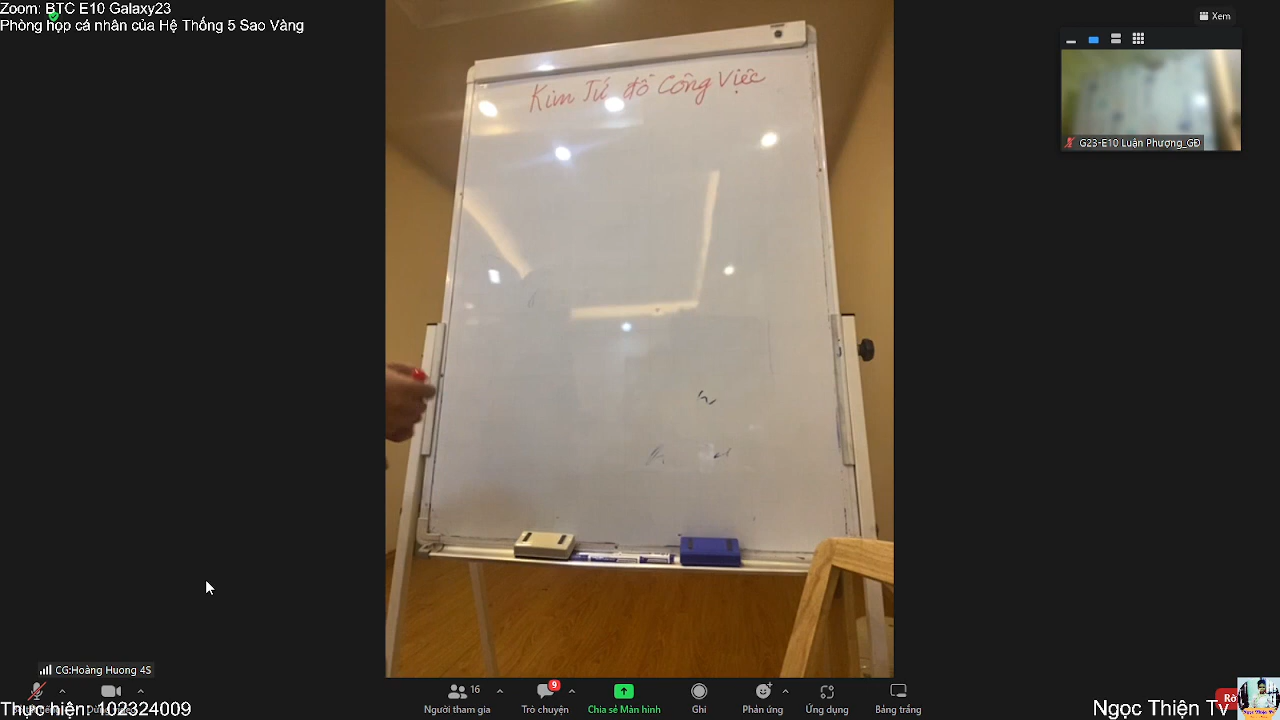 Zoom: BTC E10 Galaxy23
Phòng họp cá nhân của Hệ Thống 5 Sao Vàng
Xem
Kim Tứ đồ Công Việc
G23-E10 Luận Phượng_GĐ
CG:Hoàng Huong 4S
16
9
Người tham gia
Trò chuyện
Chia sẻ Màn hình
Ghi
Phản ứng
Ứng dụng
Bảng trắng
Thực hiện: 102324009
Ngọc Thiện TV
Rờ